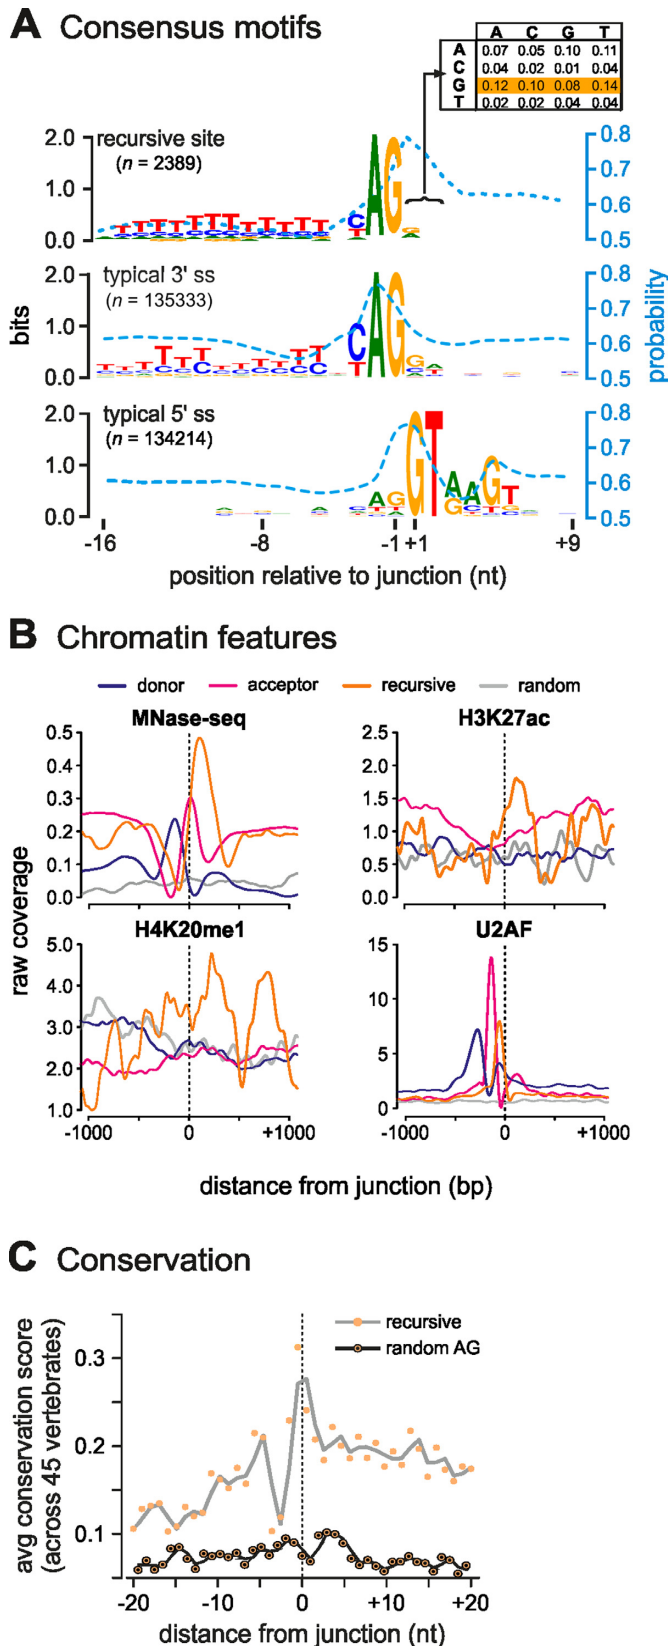 A Consensus motifs
A C G T
A 0.07 0.05 0.10 0.11
C 0.04 0.02 0.01 0.04
G 0.12 0.10 0.08 0.14
T 0.02 0.02 0.04 0.04
2.0 recursive site 0.8
(n = 2389)
0.7
1.0
0.6
0.0 0.5
2.0 typical 3' ss 0.8
(n = 135333)
0.7
1.0
0.6
0.0 0.5
2.0 typical 5' ss 0.8
(n = 134214)
0.7
1.0
0.6
0.0 0.5
bits
probability
-16 -8 -1 +1 +9
position relative to junction (nt)
B Chromatin features
donor acceptor recursive random
MNase-seq H3K27ac
0.5 2.5
0.4 2.0
0.3 1.5
0.2 1.0
0.1 0.5
0.0 0.0
raw coverage
H4K20me1 U2AF
5.0 15
4.0 10
3.0
2.0 5
1.0 0
-1000 0 +1000 -1000 0 +1000
distance from junction (bp)
C Conservation
recursive
random AG
0.3
0.2
0.1
avg conservation score
(across 45 vertebrates)
-20 -10 0 +10 +20
distance from junction (nt)